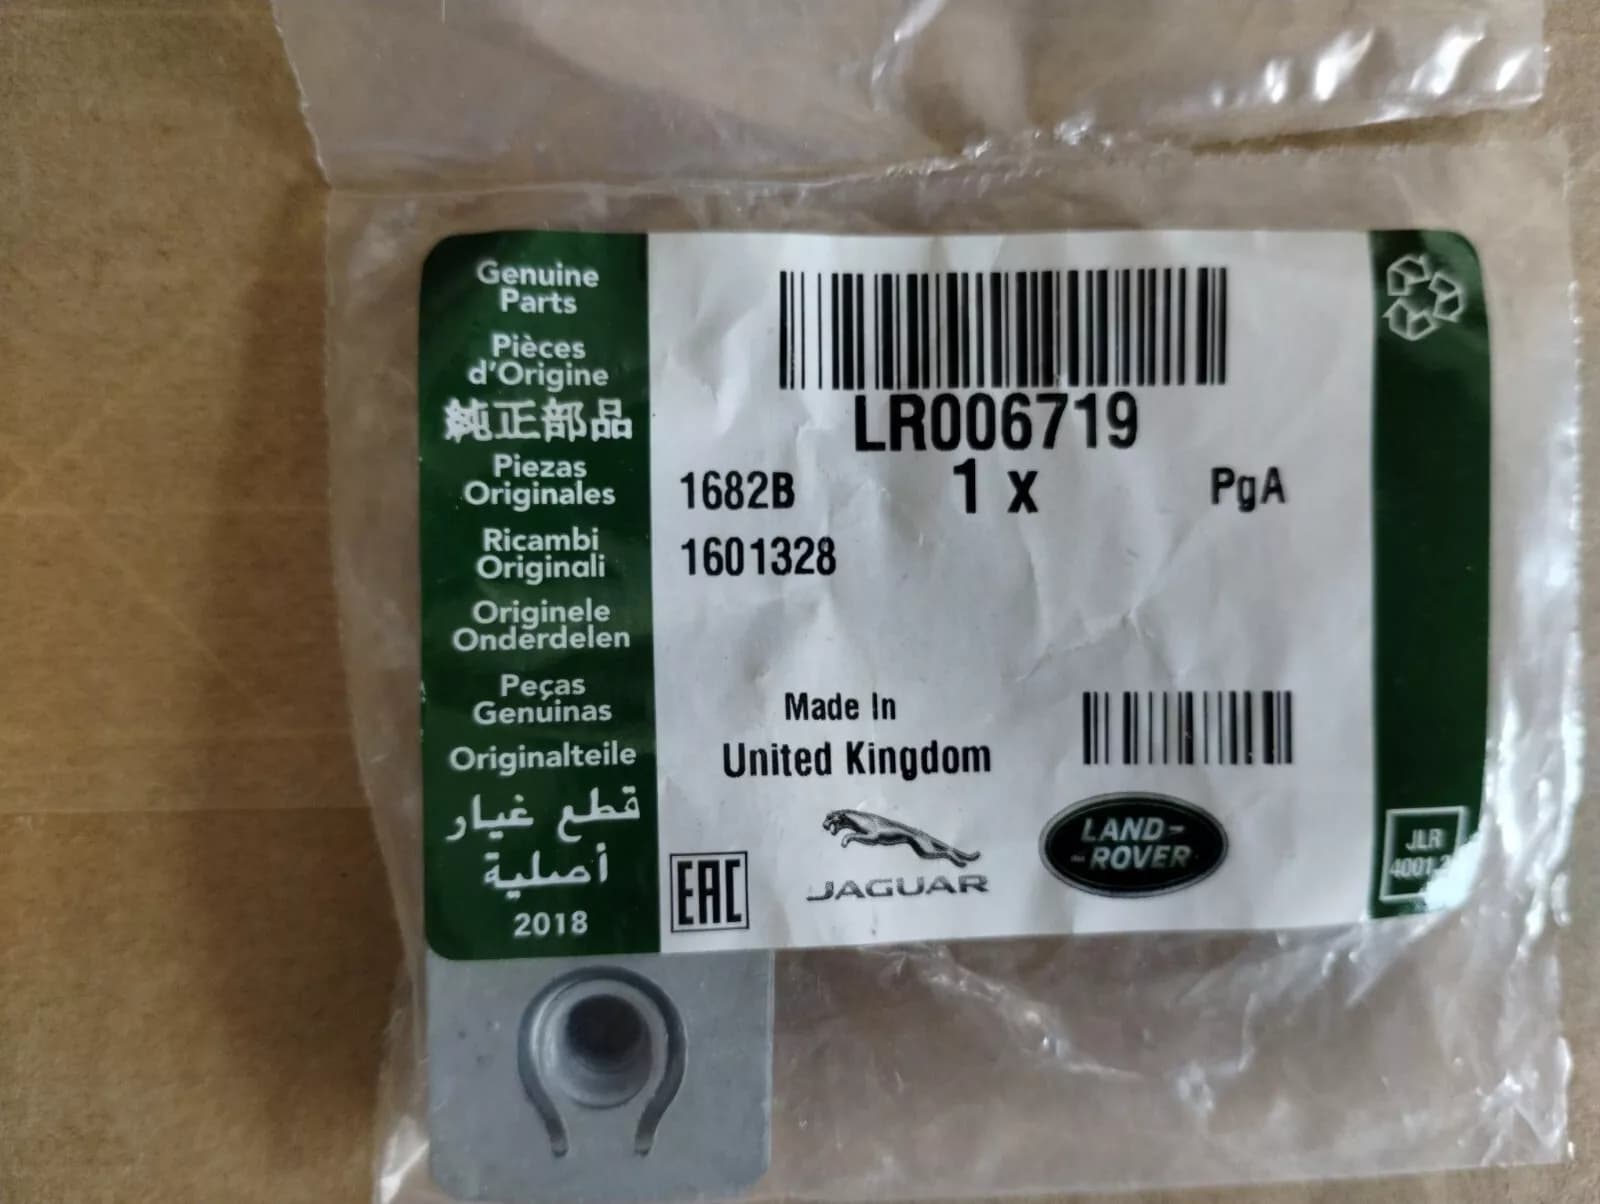 Genuine
Parts
Pièces
d'Origine
純正部品
Piezas
Originales
Ricambi
Originali
Originele
Onderdelen
Peças
Genuinas
Originalteile
قطع غيار
أصلية
2018
LR006719
1682B
1 x
PgA
1601328
Made In
United Kingdom
EAC
JAGUAR
LAND-
-ROVER
JLR